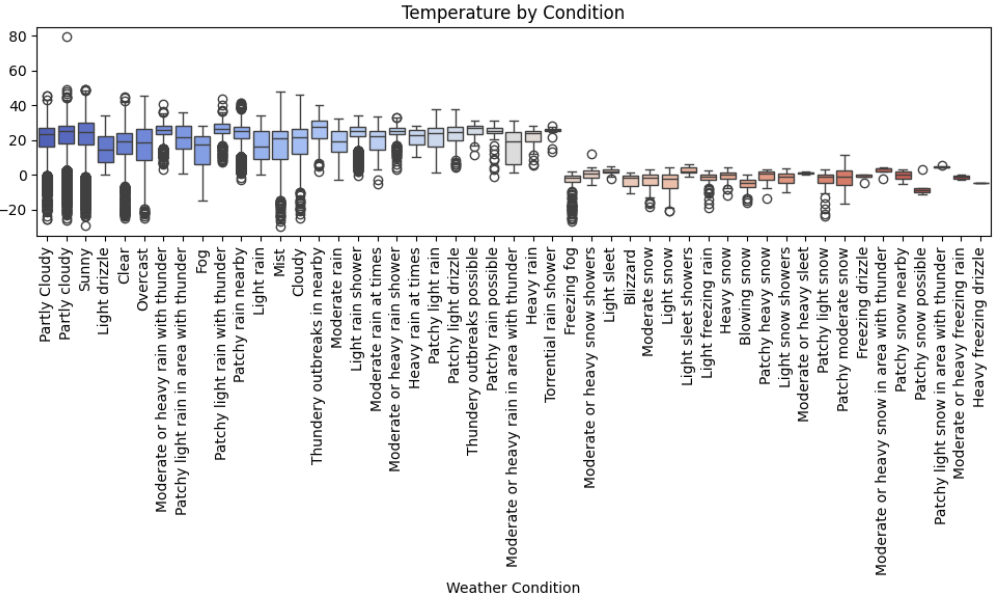 Temperature by Condition
80
60
40
20
0
−20
Partly Cloudy
Partly cloudy
Sunny
Light drizzle
Clear
Overcast
Moderate or heavy rain with thunder
Patchy light rain in area with thunder
Fog
Patchy light rain with thunder
Patchy rain nearby
Light rain
Mist
Cloudy
Thundery outbreaks in nearby
Moderate rain
Light rain shower
Moderate rain at times
Moderate or heavy rain shower
Heavy rain at times
Patchy light rain
Patchy light drizzle
Thundery outbreaks possible
Patchy rain possible
Moderate or heavy rain in area with thunder
Heavy rain
Torrential rain shower
Freezing fog
Moderate or heavy snow showers
Light sleet
Blizzard
Moderate snow
Light snow
Light sleet showers
Light freezing rain
Heavy snow
Blowing snow
Patchy heavy snow
Light snow showers
Moderate or heavy sleet
Patchy light snow
Patchy moderate snow
Freezing drizzle
Moderate or heavy snow in area with thunder
Patchy snow nearby
Patchy snow possible
Patchy light snow in area with thunder
Moderate or heavy freezing rain
Heavy freezing drizzle
Weather Condition